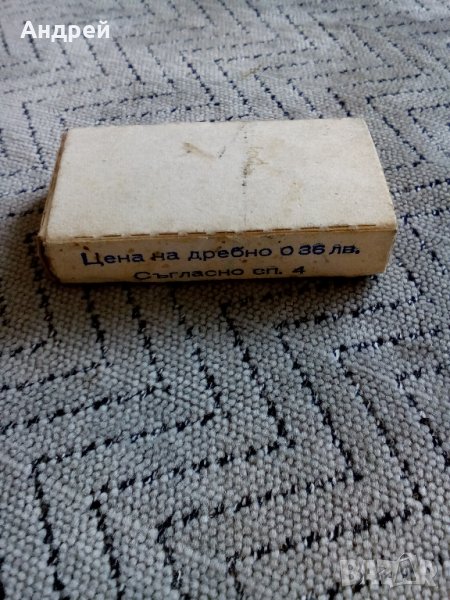 Андрей
Цена на дребно 0 36 лв.
Съгласно сп. 4